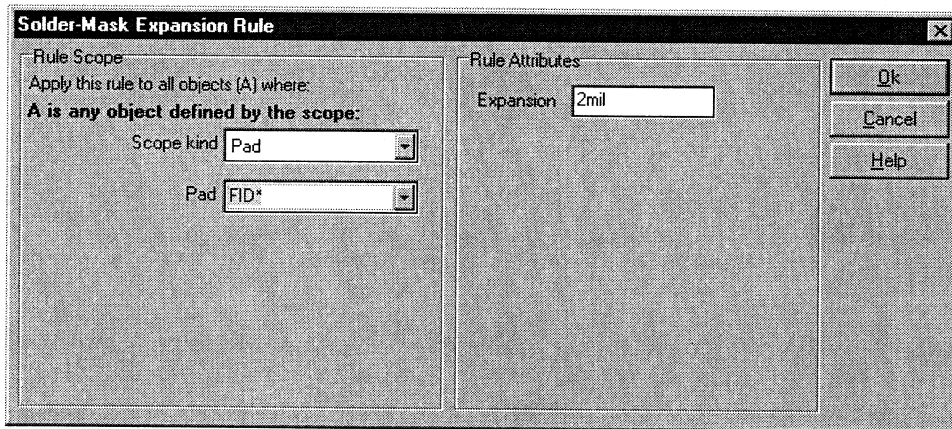 Solder-Mask Expansion Rule
Rule Scope
Apply this rule to all objects (A) where:
A is any object defined by the scope:
Scope kind Pad
Pad FID*
Rule Attributes
Expansion 2mil
Ok
Cancel
Help